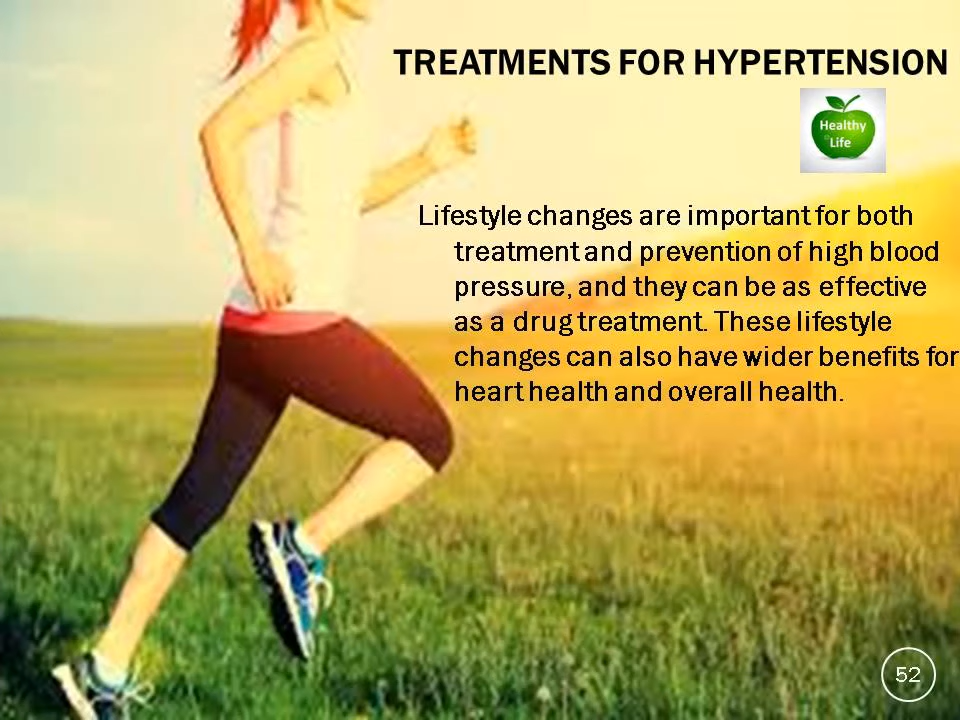 TREATMENTS FOR HYPERTENSION
Healthy
Life
Lifestyle changes are important for both
treatment and prevention of high blood
pressure, and they can be as effective
as a drug treatment. These lifestyle
changes can also have wider benefits for
heart health and overall health.
52